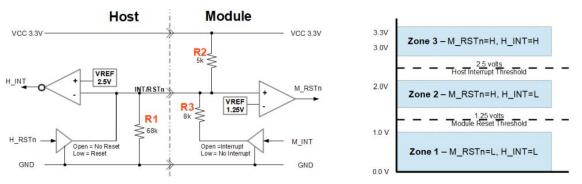 Host
Module
VCC 3.3V
VCC 3.3V
R2
5k
H_INT
VREF
2.5V
INT/RSTn
M_RSTn
VREF
1.25V
R3
8k
R1
68k
H_RSTn
Open = No Reset
Low = Reset
Open =Interrupt
Low = No Interrupt
M_INT
GND
GND
3.3V
3.0V
Zone 3 – M_RSTn=H, H_INT=H
2.5 volts
Host Interrupt Threshold
2.0V
Zone 2 – M_RSTn=H, H_INT=L
1.25 volts
Module Reset Threshold
1.0 V
Zone 1 – M_RSTn=L, H_INT=L
0.0 V